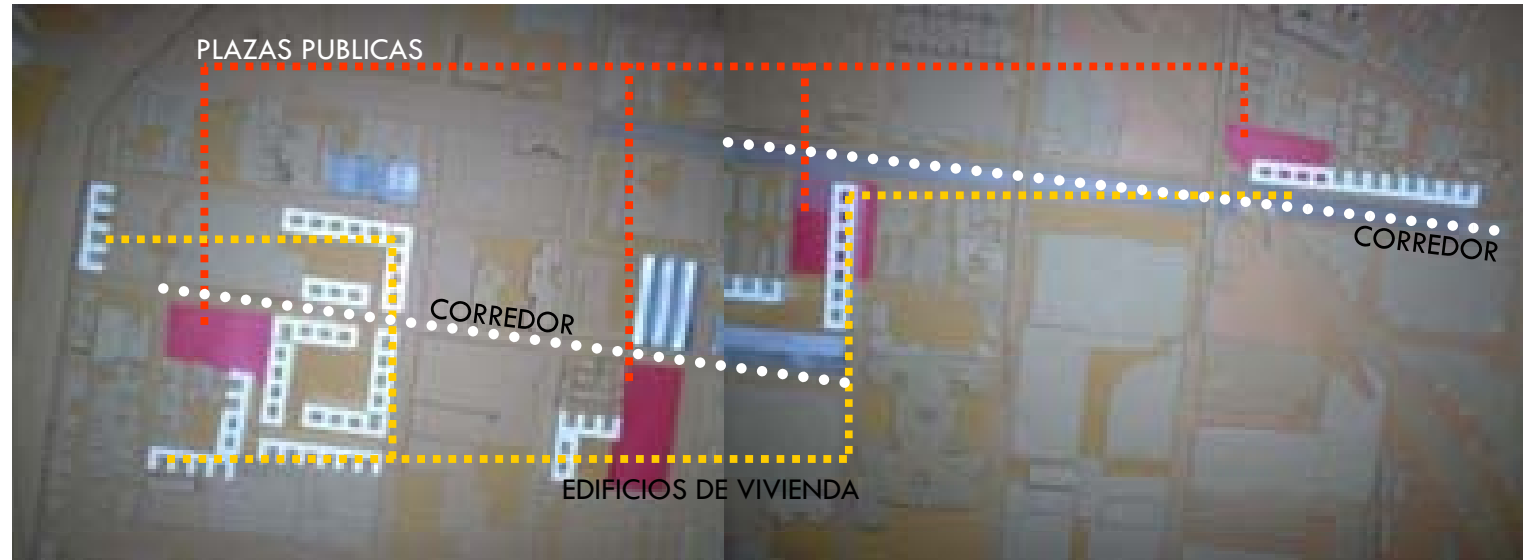 PLAZAS PUBLICAS
CORREDOR
CORREDOR
EDIFICIOS DE VIVIENDA